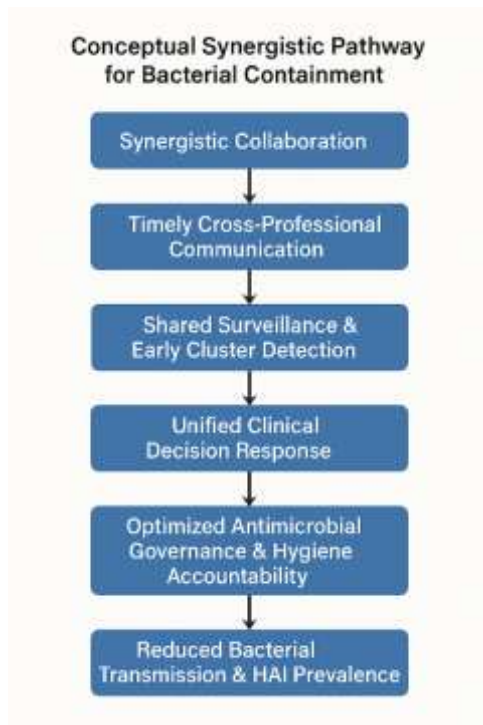 Conceptual Synergistic Pathway
for Bacterial Containment
Synergistic Collaboration
Timely Cross-Professional
Communication
Shared Surveillance &
Early Cluster Detection
Unified Clinical
Decision Response
Optimized Antimicrobial
Governance & Hygiene
Accountability
Reduced Bacterial
Transmission & HAI Prevalence